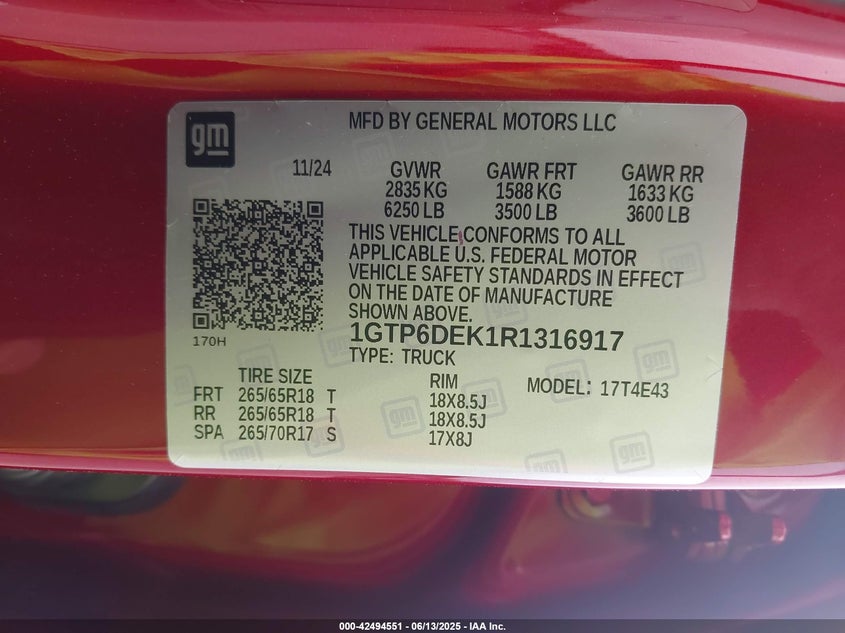 gm
MFD BY GENERAL MOTORS LLC
11/24 GVWR GAWR FRT GAWR RR
2835 KG 1588 KG 1633 KG
6250 LB 3500 LB 3600 LB
THIS VEHICLE CONFORMS TO ALL
APPLICABLE U.S. FEDERAL MOTOR
VEHICLE SAFETY STANDARDS IN EFFECT
ON THE DATE OF MANUFACTURE
SHOWN ABOVE.
170H
1GTP6DEK1R1316917
TYPE: TRUCK
TIRE SIZE RIM MODEL: 17T4E43
FRT 265/65R18 T 18X8.5J
RR 265/65R18 T 18X8.5J
SPA 265/70R17 S 17X8J
000-42494551 - 06/13/2025 - IAA Inc.